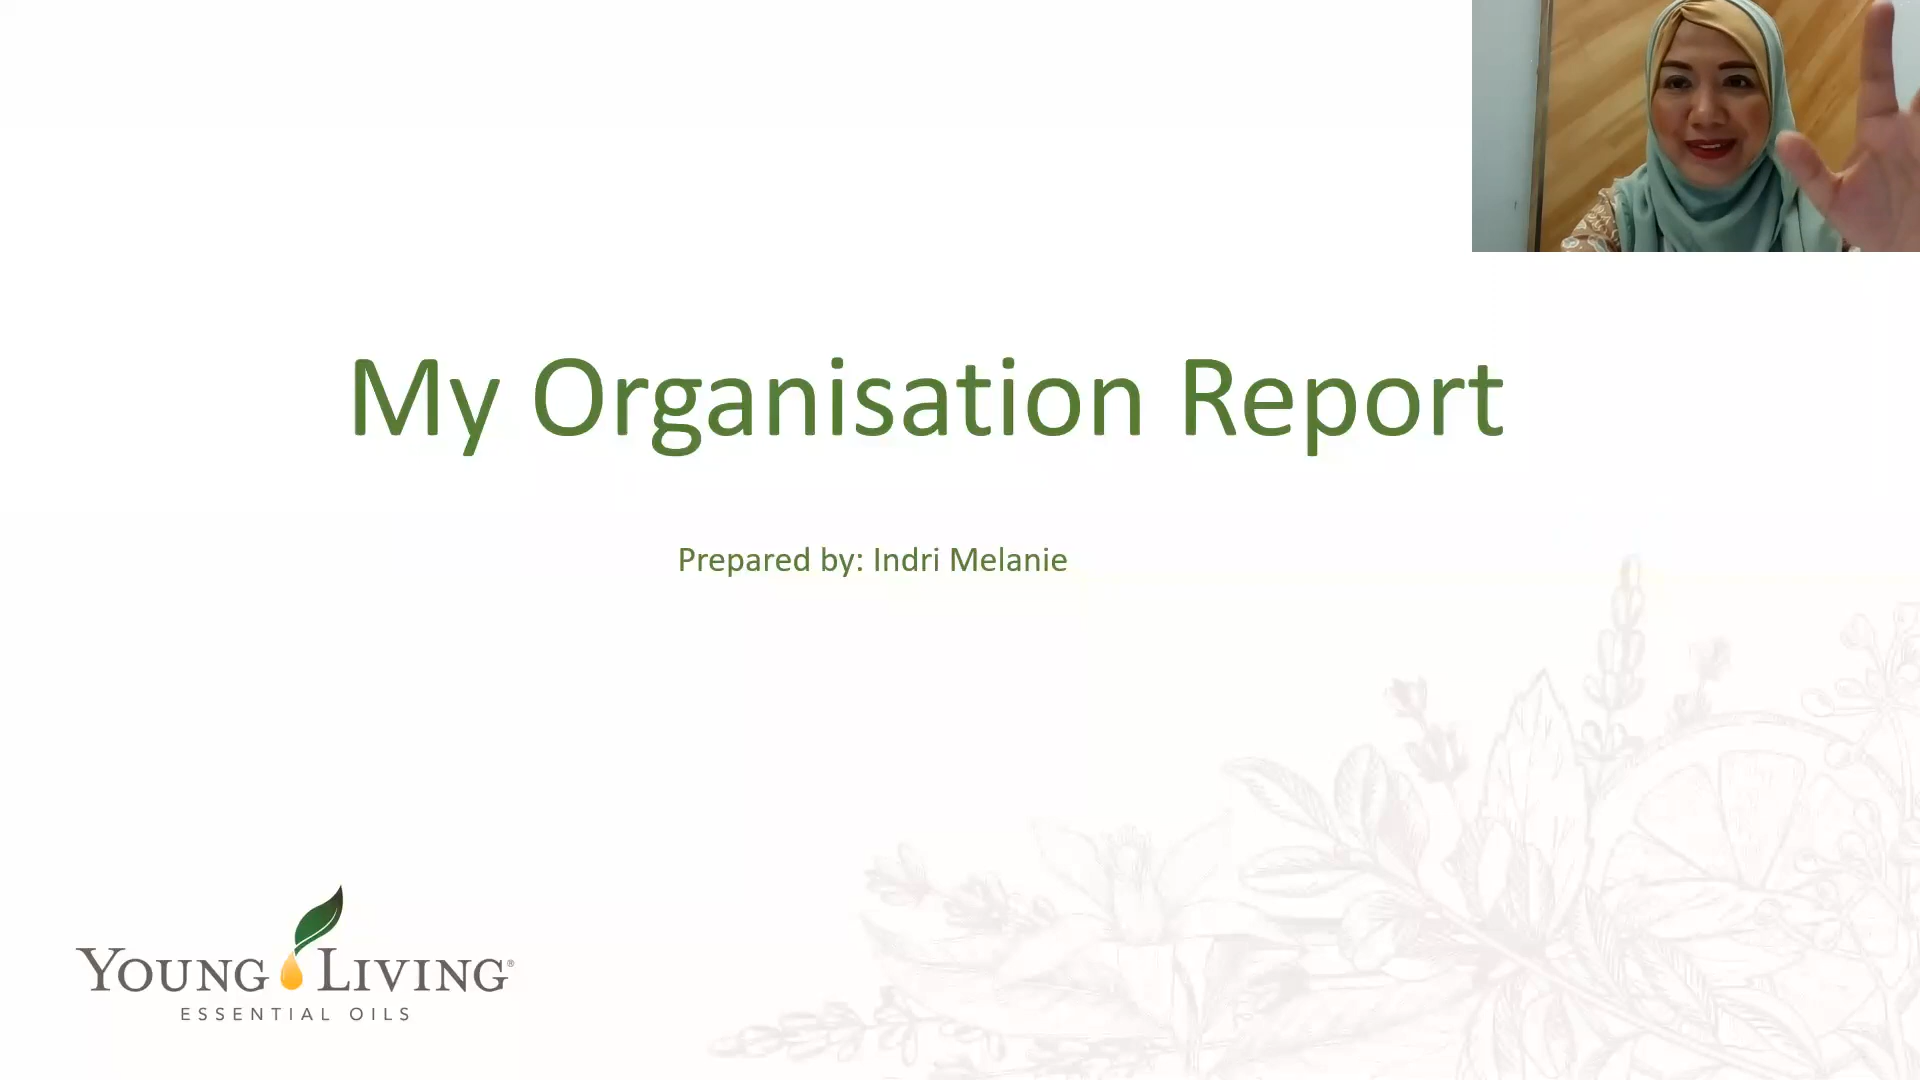 My Organisation Report
Prepared by: Indri Melanie
YOUNG LIVING®
ESSENTIAL OILS